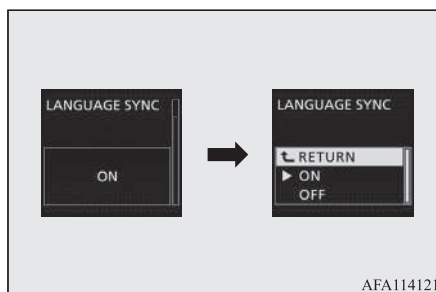 LANGUAGE SYNC
ON
LANGUAGE SYNC
RETURN
ON
OFF
AFA114121